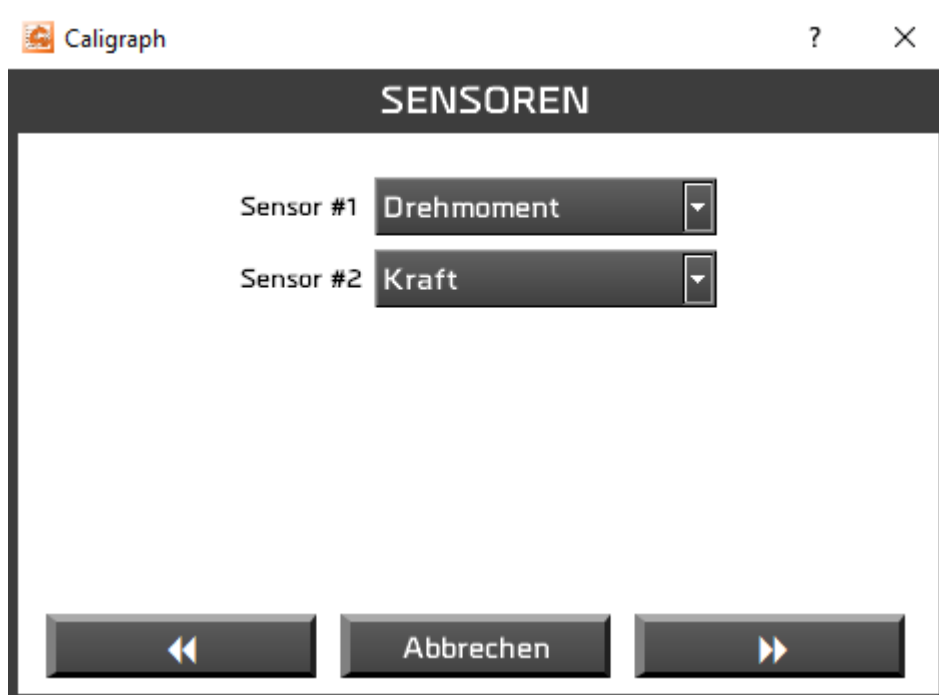 Caligraph ?
SENSOREN
Sensor #1 Drehmoment
Sensor #2 Kraft
Abbrechen